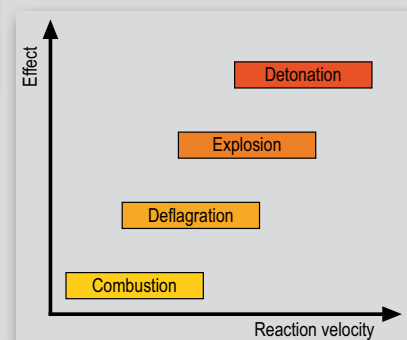 Effect
Detonation
Explosion
Deflagration
Combustion
Reaction velocity